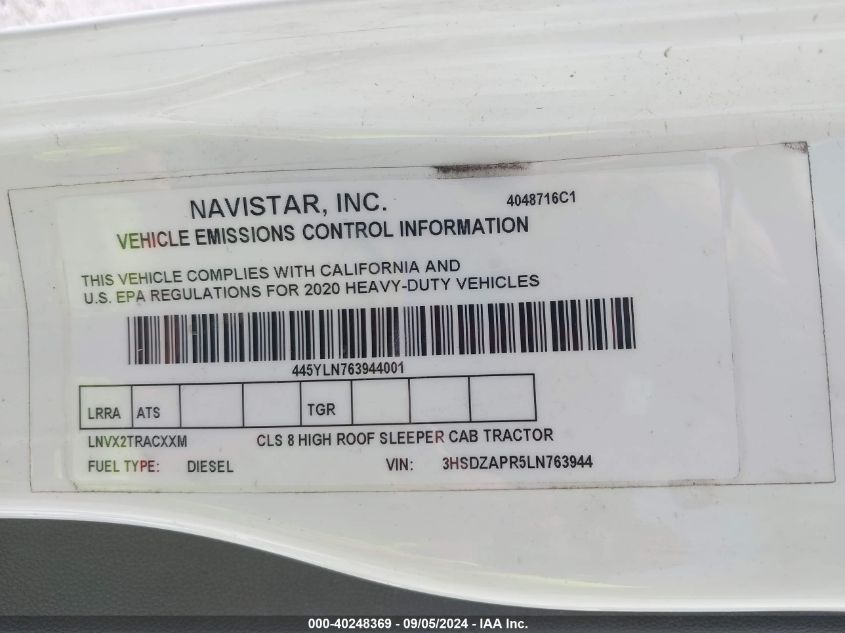 NAVISTAR, INC.
4048716C1
VEHICLE EMISSIONS CONTROL INFORMATION
THIS VEHICLE COMPLIES WITH CALIFORNIA AND
U.S. EPA REGULATIONS FOR 2020 HEAVY-DUTY VEHICLES
445YLN763944001
LRRA ATS TGR
LNVX2TRACXXM CLS 8 HIGH ROOF SLEEPER CAB TRACTOR
FUEL TYPE: DIESEL VIN: 3HSDZAPR5LN763944
000-40248369 - 09/05/2024 - IAA Inc.